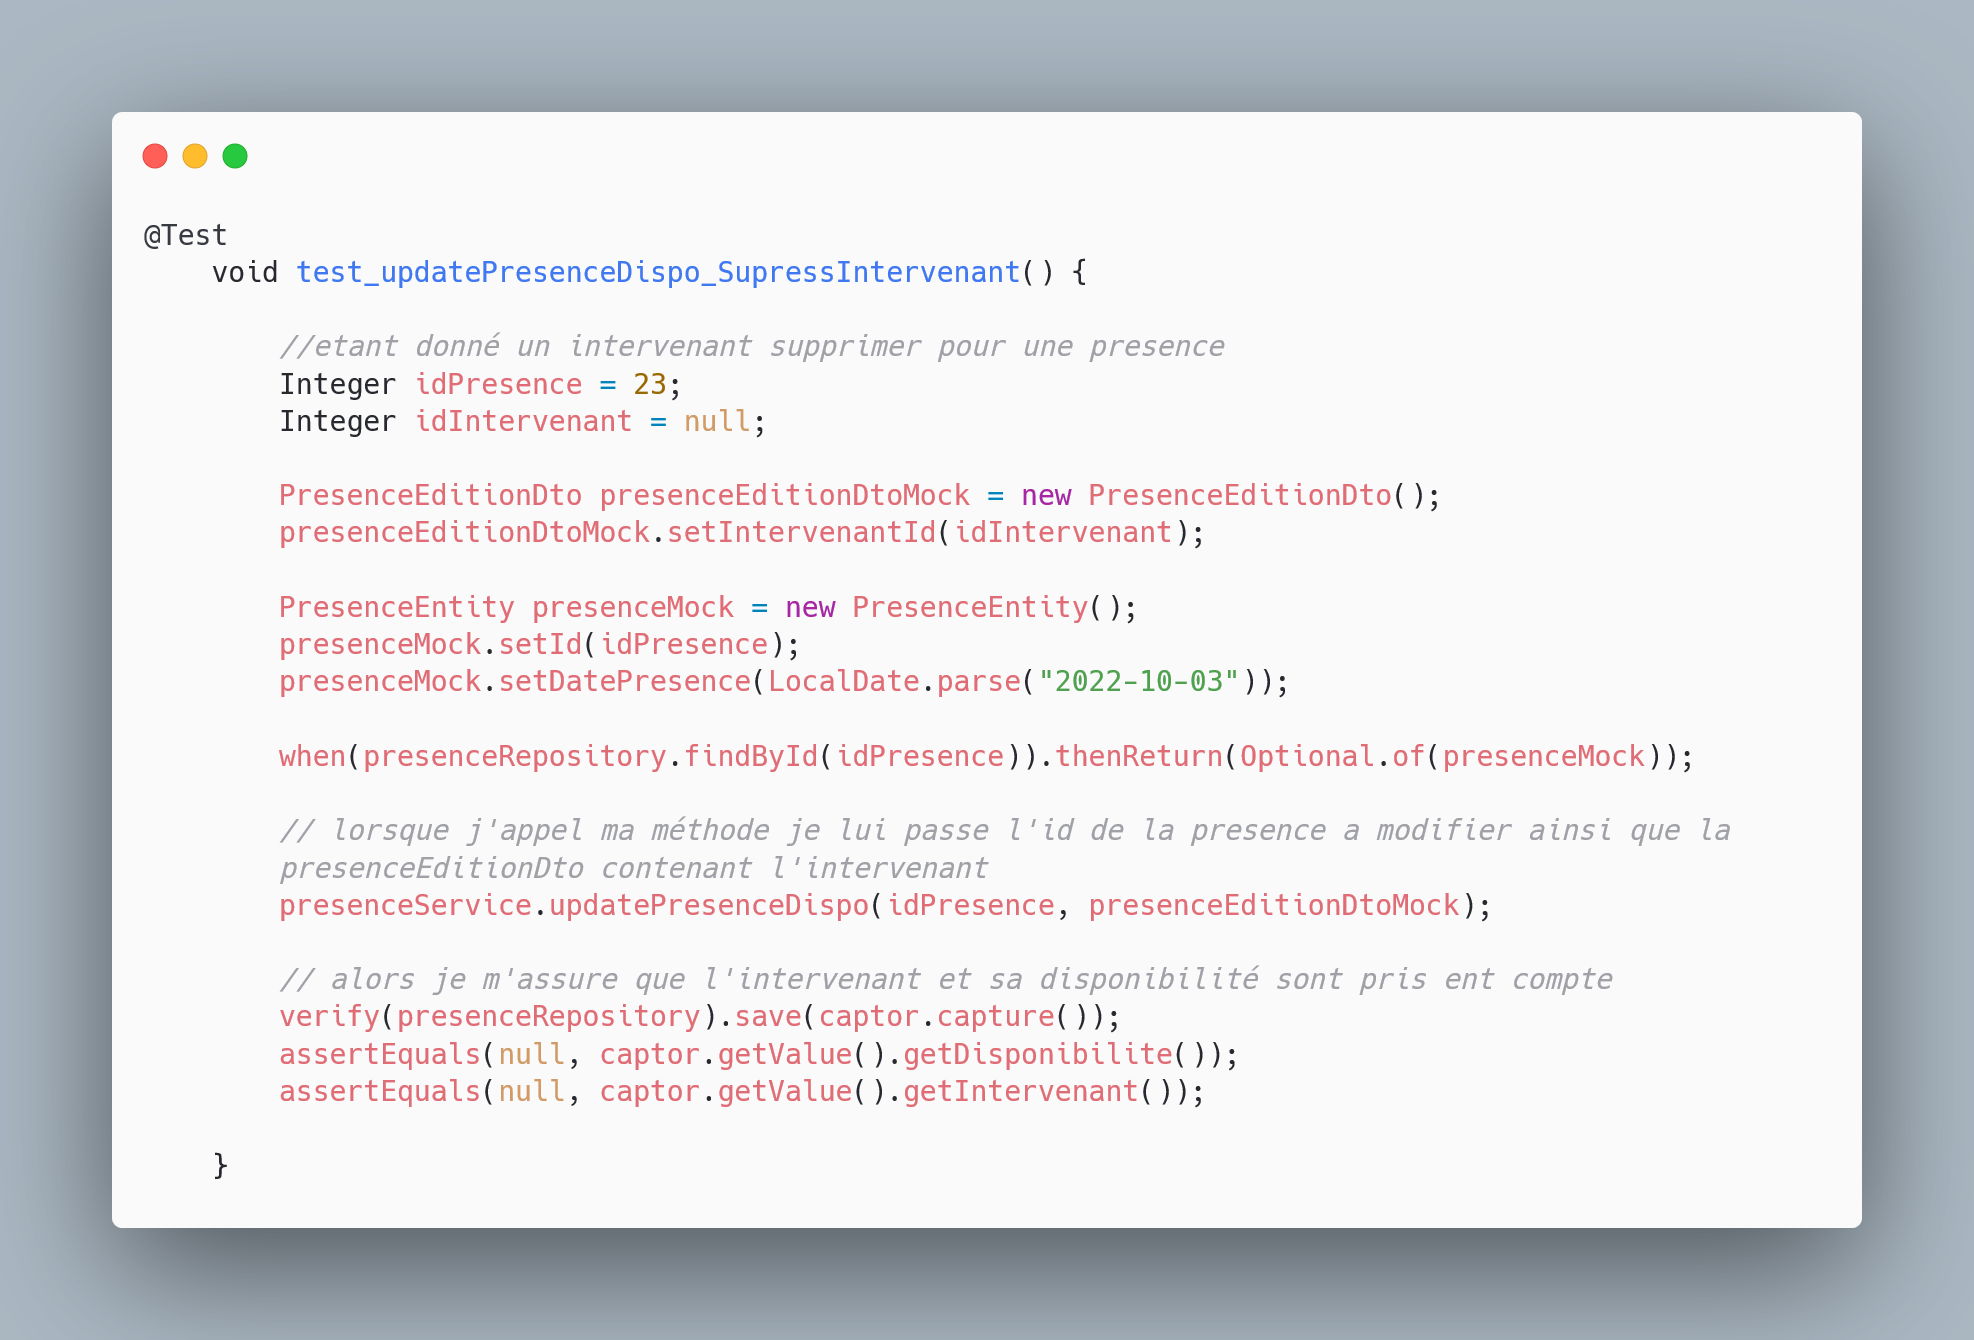 @Test
void test_updatePresenceDispo_SupressIntervenant() {
//etant donné un intervenant supprimer pour une presence
Integer idPresence = 23;
Integer idIntervenant = null;
PresenceEditionDto presenceEditionDtoMock = new PresenceEditionDto();
presenceEditionDtoMock.setIntervenantId(idIntervenant);
PresenceEntity presenceMock = new PresenceEntity();
presenceMock.setId(idPresence);
presenceMock.setDatePresence(LocalDate.parse("2022-10-03"));
when(presenceRepository.findById(idPresence)).thenReturn(Optional.of(presenceMock));
// lorsque j'appel ma méthode je lui passe l'id de la presence a modifier ainsi que la
presenceEditionDto contenant l'intervenant
presenceService.updatePresenceDispo(idPresence, presenceEditionDtoMock);
// alors je m'assure que l'intervenant et sa disponibilité sont pris ent compte
verify(presenceRepository).save(captor.capture());
assertEquals(null, captor.getValue().getDisponibilite());
assertEquals(null, captor.getValue().getIntervenant());
}